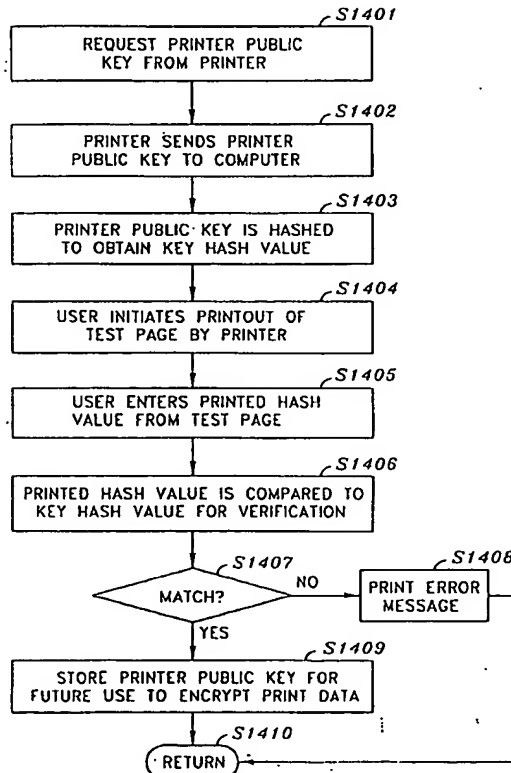 S1401
REQUEST PRINTER PUBLIC
KEY FROM PRINTER
S1402
PRINTER SENDS PRINTER
PUBLIC KEY TO COMPUTER
S1403
PRINTER PUBLIC KEY IS HASHED
TO OBTAIN KEY HASH VALUE
S1404
USER INITIATES PRINTOUT OF
TEST PAGE BY PRINTER
S1405
USER ENTERS PRINTED HASH
VALUE FROM TEST PAGE
S1406
PRINTED HASH VALUE IS COMPARED TO
KEY HASH VALUE FOR VERIFICATION
S1407
MATCH?
NO
S1408
PRINT ERROR
MESSAGE
YES
S1409
STORE PRINTER PUBLIC KEY FOR
FUTURE USE TO ENCRYPT PRINT DATA
S1410
RETURN